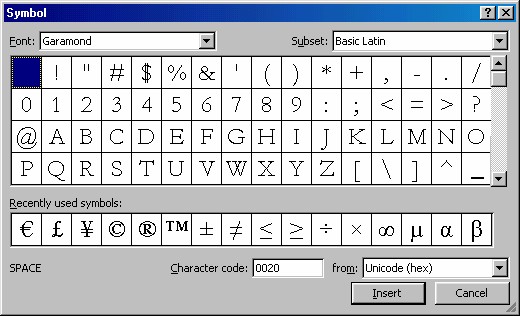 Symbol
Font: Garamond Subset: Basic Latin
! " # $ % & ' ( ) * + , - . /
0 1 2 3 4 5 6 7 8 9 : ; < = > ?
@ A B C D E F G H I J K L M N O
P Q R S T U V W X Y Z [ \ ] ^ _
Recently used symbols:
€ £ ¥ © ® ™ ± ≠ ≤ ≥ ÷ × ∞ µ α β
SPACE Character code: 0020 from: Unicode (hex)
Insert Cancel